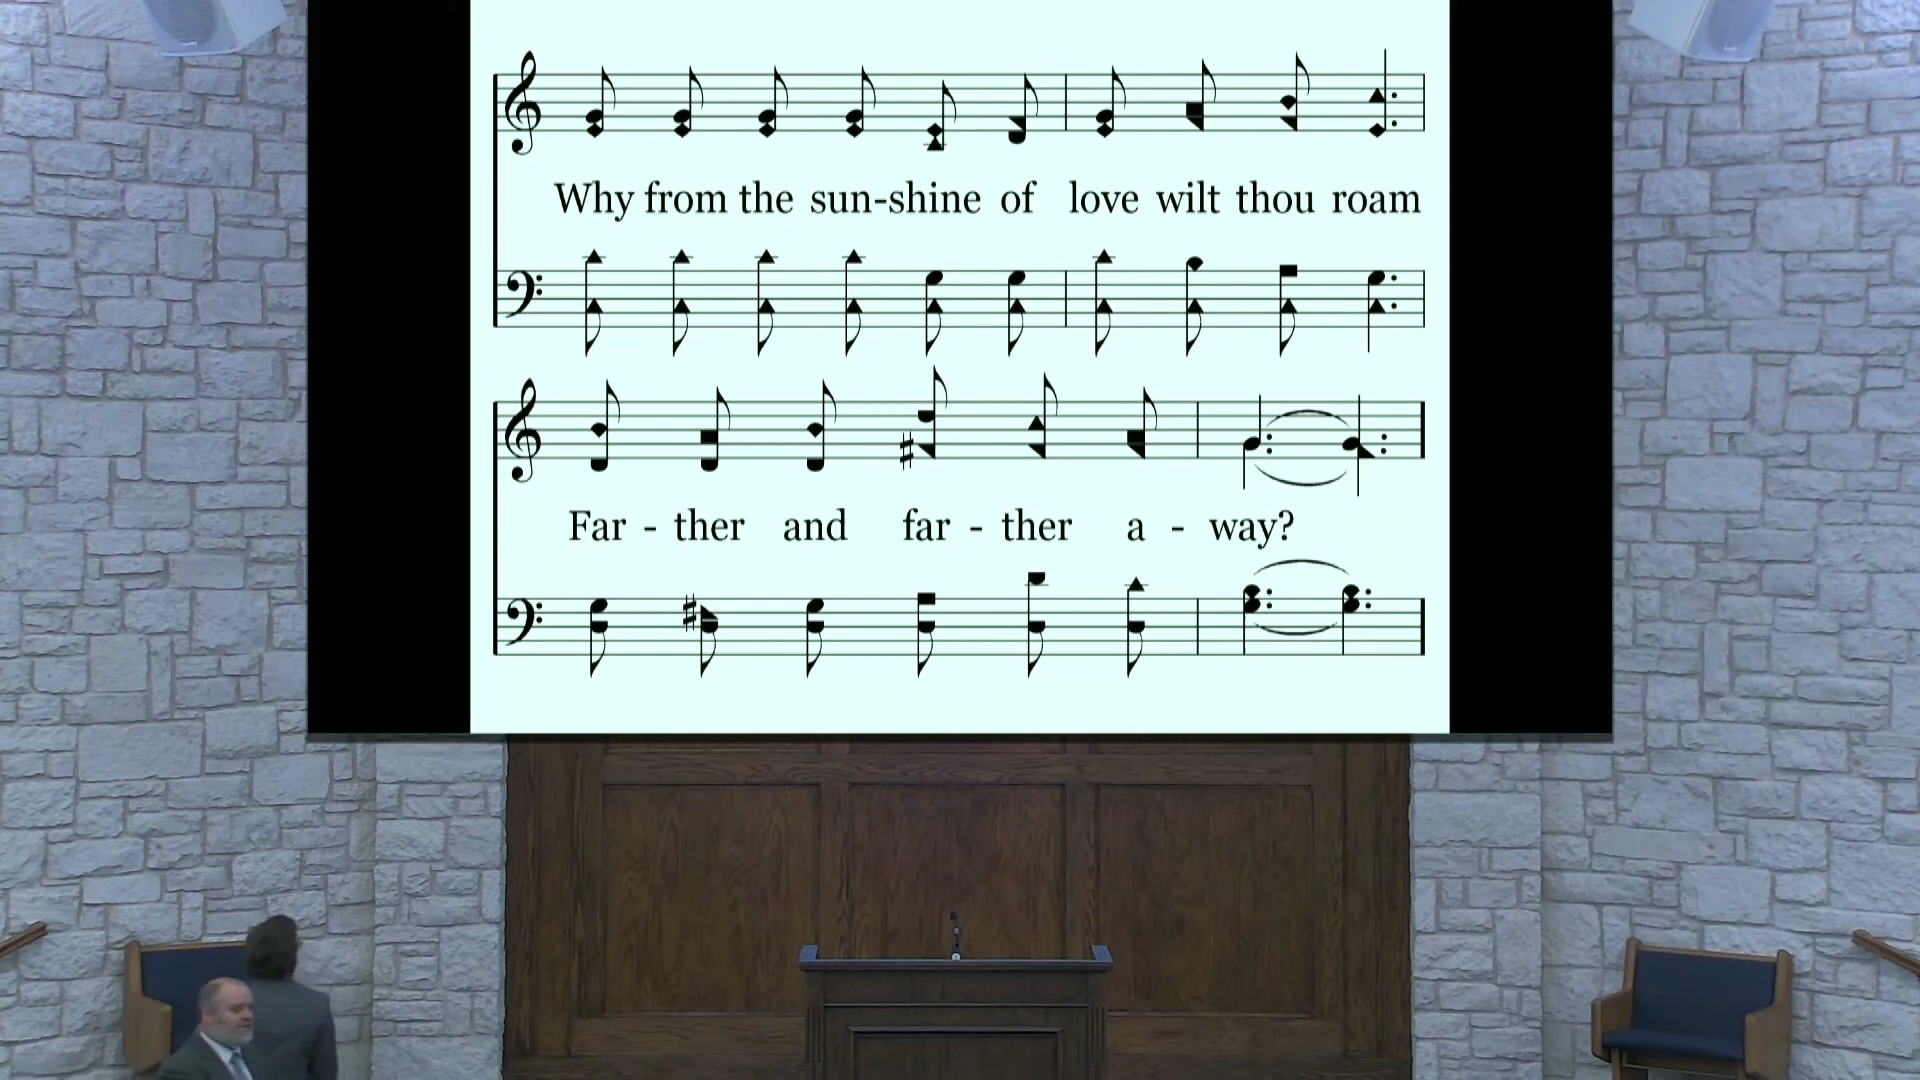 Why from the sun-shine of love wilt thou roam
Far - ther and far - ther a - way?